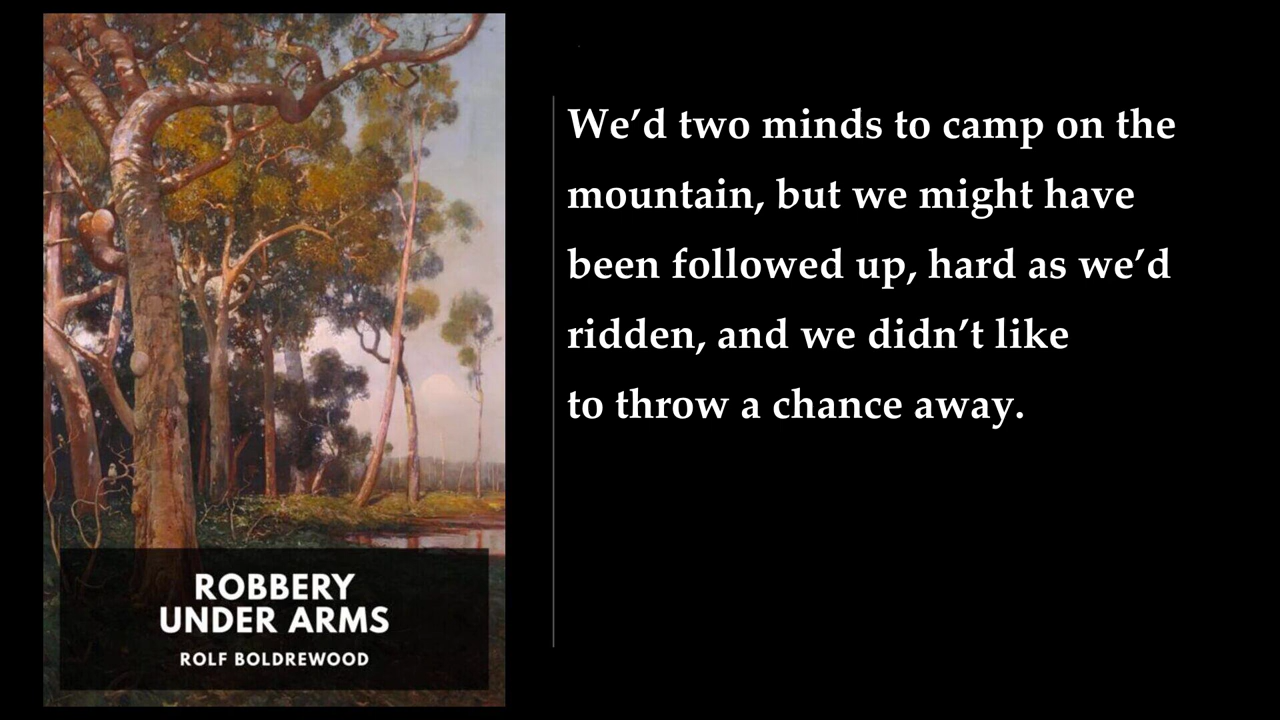 We’d two minds to camp on the
mountain, but we might have
been followed up, hard as we’d
ridden, and we didn’t like
to throw a chance away.
ROBBERY
UNDER ARMS
ROLF BOLDREWOOD